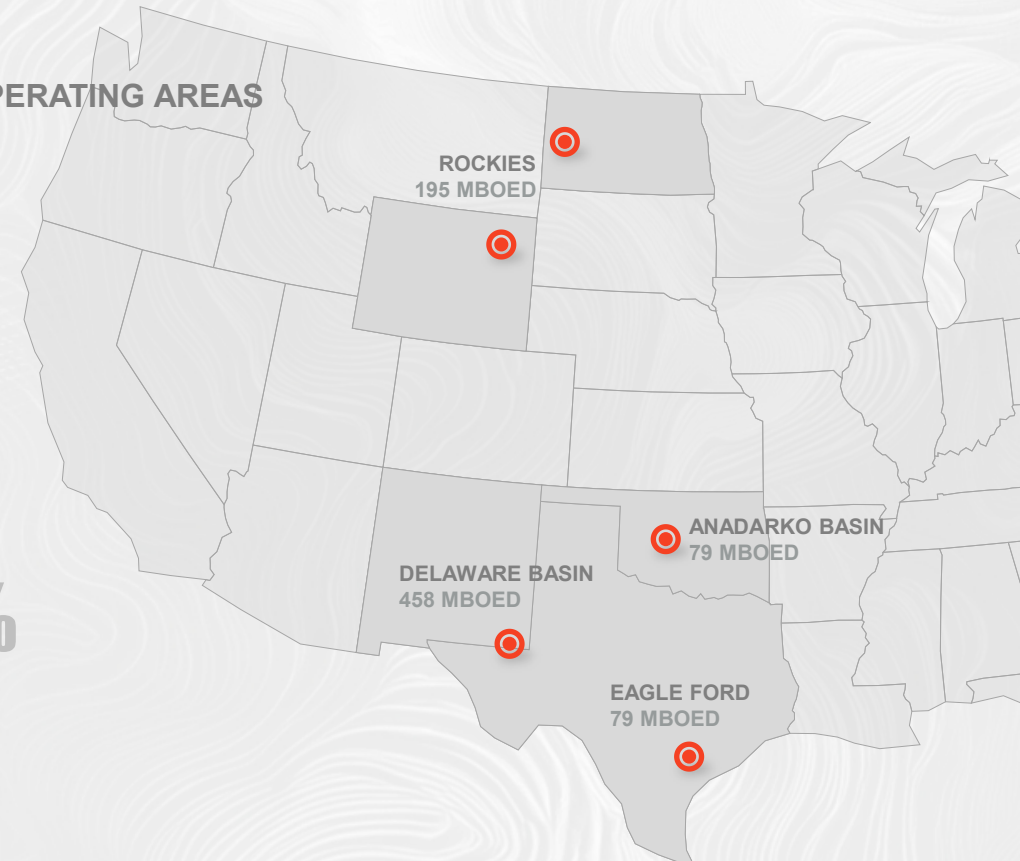 PERATING AREAS
ROCKIES
195 MBOED
ANADARKO BASIN
79 MBOED
DELAWARE BASIN
458 MBOED
EAGLE FORD
79 MBOED
%